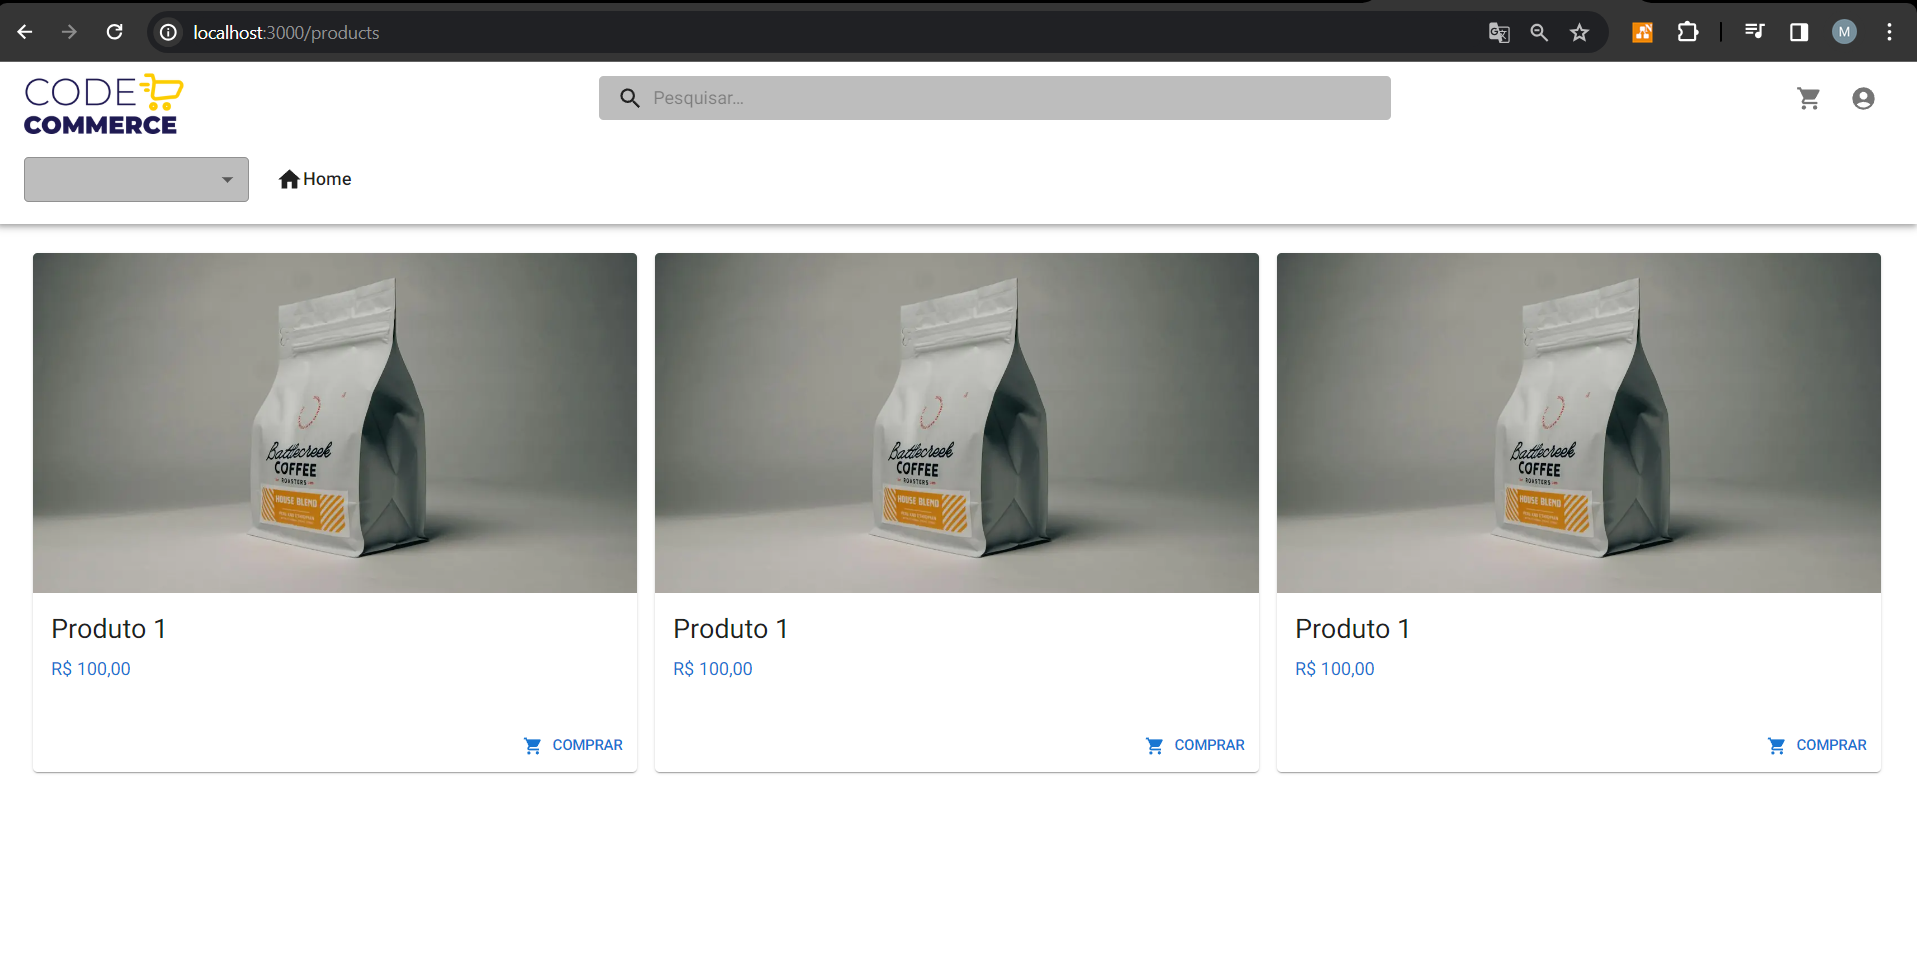 localhost:3000/products
M
CODE
COMMERCE
Pesquisar...
Home
Battlecreek
COFFEE
ROASTERS
HOUSE BLEND
Battlecreek
COFFEE
ROASTERS
HOUSE BLEND
Battlecreek
COFFEE
ROASTERS
HOUSE BLEND
Produto 1
Produto 1
Produto 1
R$ 100,00
R$ 100,00
R$ 100,00
COMPRAR
COMPRAR
COMPRAR